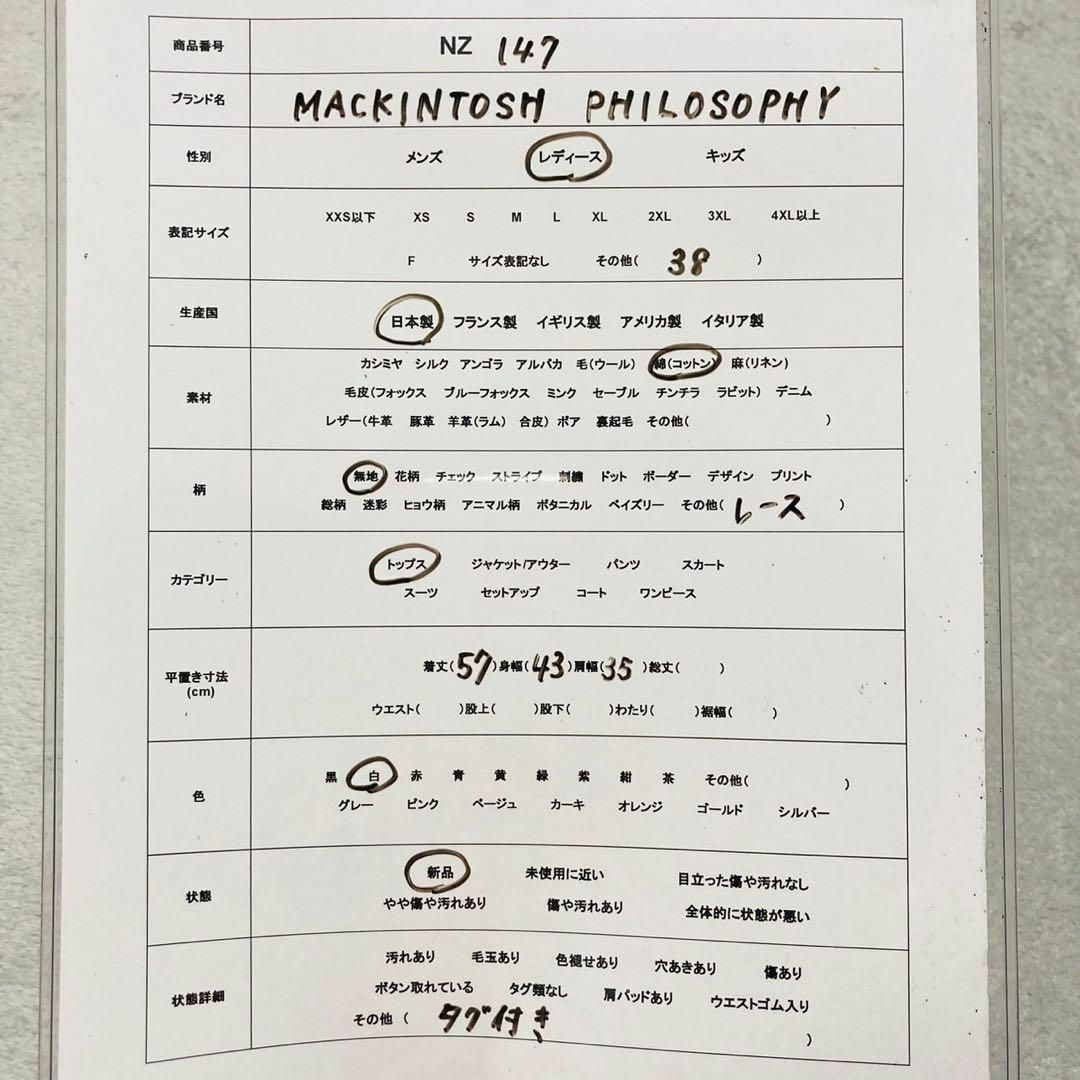 商品番号 NZ 147
ブランド名 MACKINTOSH PHILOSOPHY
性別 メンズ レディース キッズ
表記サイズ
XXS以下 XS S M L XL 2XL 3XL 4XL以上
F サイズ表記なし その他( 38 )
生産国 日本製 フランス製 イギリス製 アメリカ製 イタリア製
素材
カシミヤ シルク アンゴラ アルパカ 毛(ウール) 綿(コットン) 麻(リネン)
毛皮(フォックス ブルーフォックス ミンク セーブル チンチラ ラビット) デニム
レザー(牛革 豚革 羊革(ラム) 合皮) ボア 裏起毛 その他( )
柄
無地 花柄 チェック ストライプ 刺繍 ドット ボーダー デザイン プリント
総柄 迷彩 ヒョウ柄 アニマル柄 ボタニカル ペイズリー その他( レース )
カテゴリー
トップス ジャケット/アウター パンツ スカート
スーツ セットアップ コート ワンピース
平置き寸法
(cm)
着丈(57)身幅(43)肩幅(35)総丈( )
ウエスト( )股上( )股下( )わたり( )裾幅( )
色
黒 白 赤 青 黄 緑 紫 紺 茶 その他( )
グレー ピンク ベージュ カーキ オレンジ ゴールド シルバー
状態
新品 未使用に近い 目立った傷や汚れなし
やや傷や汚れあり 傷や汚れあり 全体的に状態が悪い
状態詳細
汚れあり 毛玉あり 色褪せあり 穴あきあり 傷あり
ボタン取れている タグ類なし 肩パッドあり ウエストゴム入り
その他 ( タグ付き )